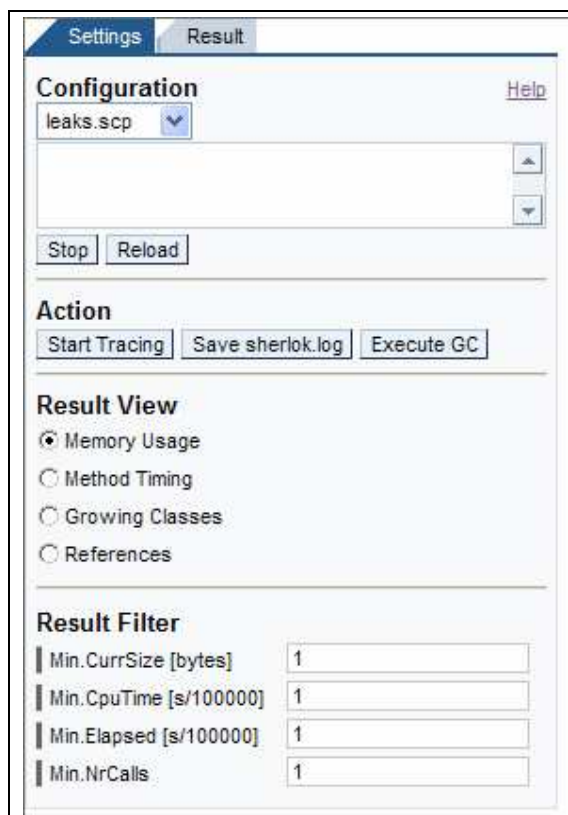 Settings Result
Configuration Help
leaks.scp
Stop Reload
Action
Start Tracing Save sherlok.log Execute GC
Result View
Memory Usage
Method Timing
Growing Classes
References
Result Filter
Min.CurrSize [bytes] 1
Min.CpuTime [s/100000] 1
Min.Elapsed [s/100000] 1
Min.NrCalls 1